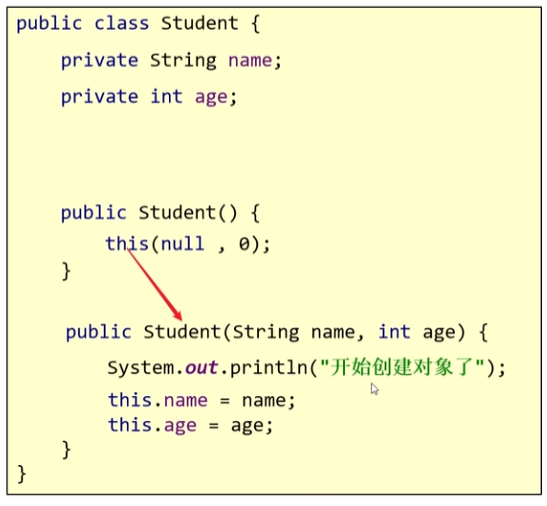 public class Student {
private String name;
private int age;
public Student() {
this(null , 0);
}
public Student(String name, int age) {
System.out.println("开始创建对象了");
this.name = name;
this.age = age;
}
}